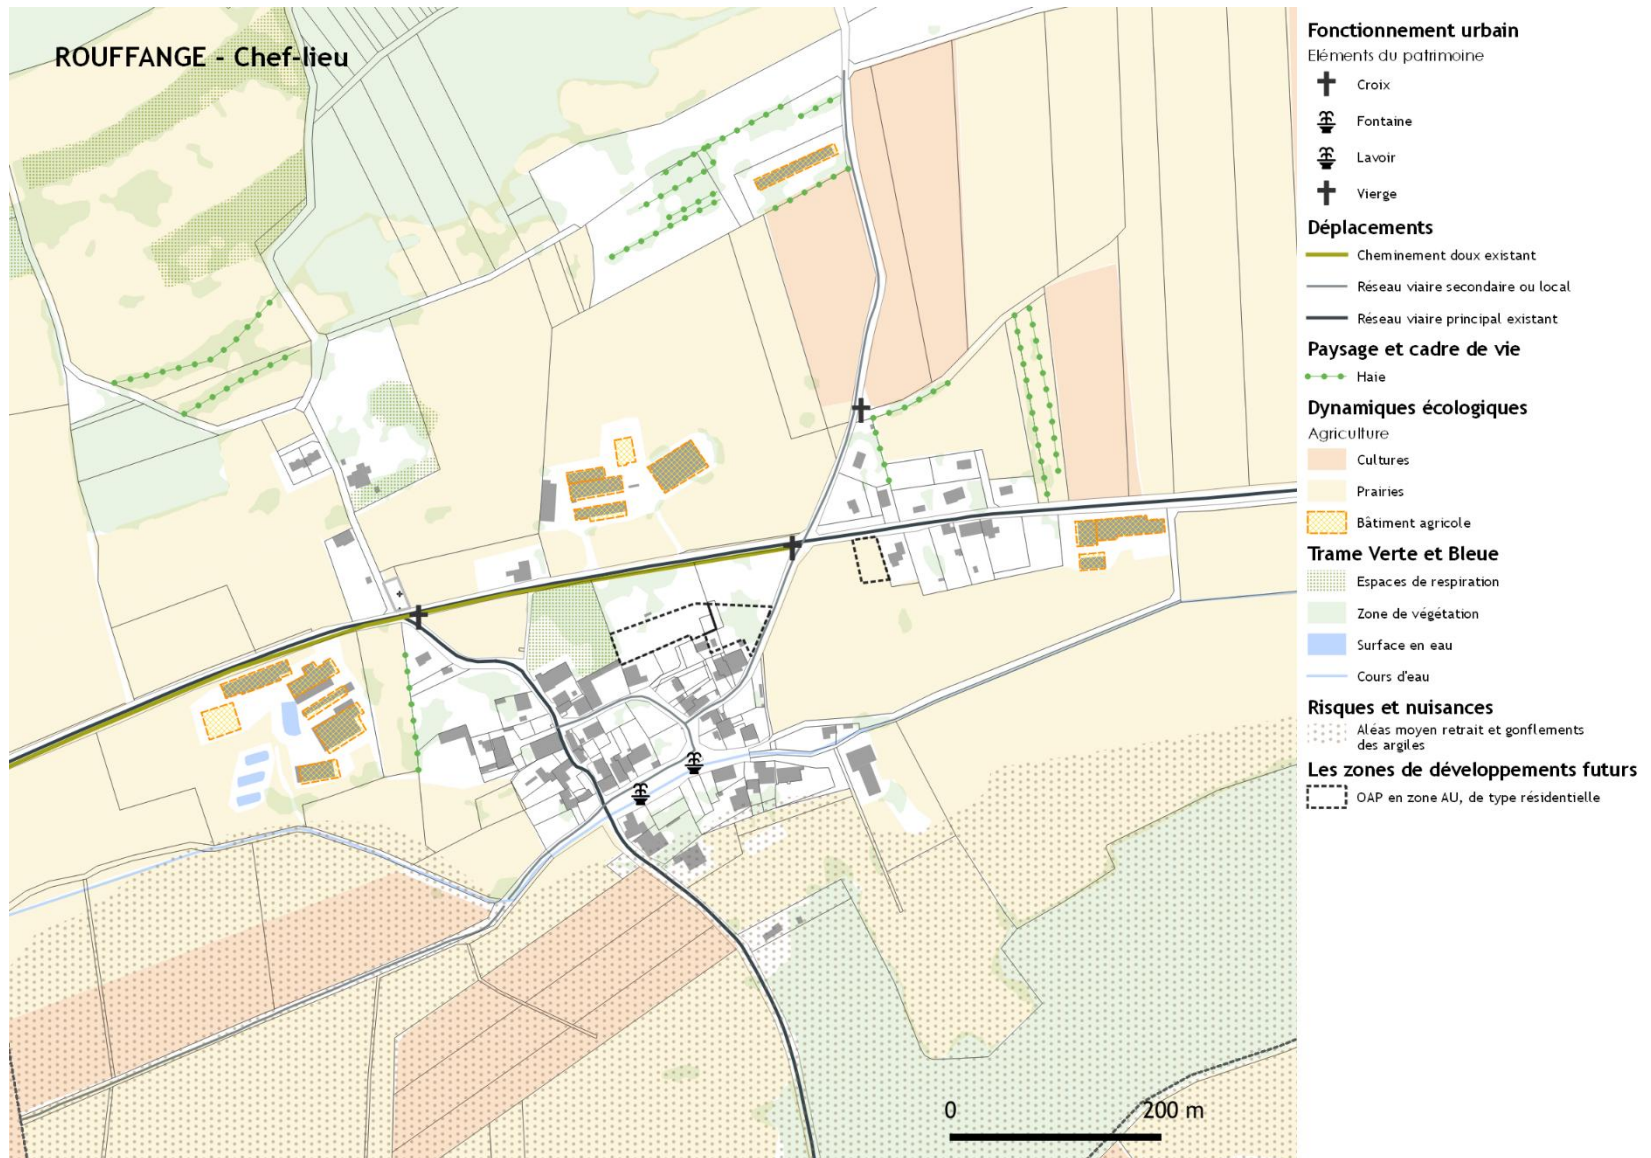 ROUFFANGE - Chef-lieu
0 200 m
Fonctionnement urbain
Eléments du patrimoine
Croix
Fontaine
Lavoir
Vierge
Déplacements
Cheminement doux existant
Réseau viaire secondaire ou local
Réseau viaire principal existant
Paysage et cadre de vie
Haie
Dynamiques écologiques
Agriculture
Cultures
Prairies
Bâtiment agricole
Trame Verte et Bleue
Espaces de respiration
Zone de végétation
Surface en eau
Cours d'eau
Risques et nuisances
Aléas moyen retrait et gonflements
des argiles
Les zones de développements futurs
OAP en zone AU, de type résidentielle